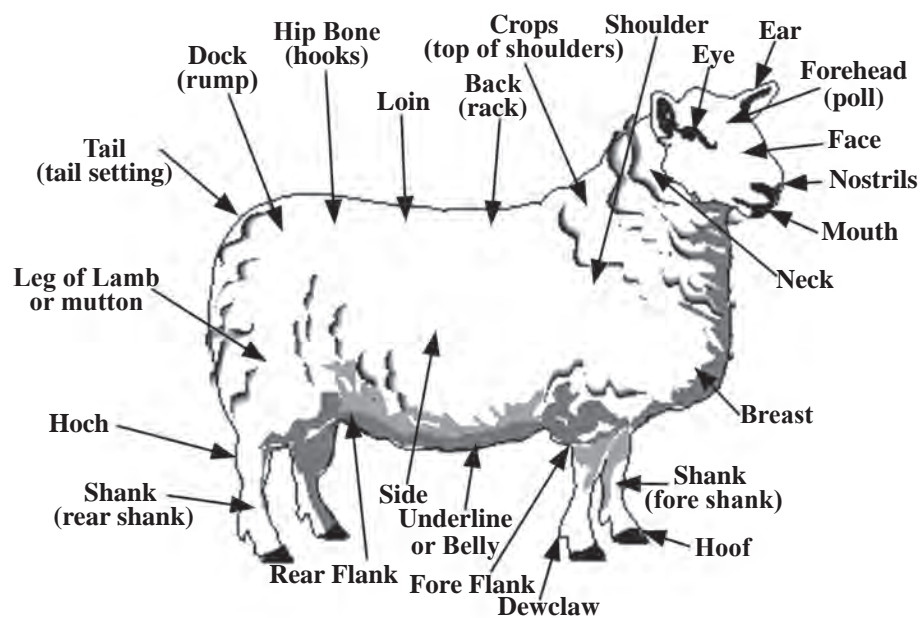 Shoulder
Crops
(top of shoulders)
Hip Bone
(hooks)
Ear
Eye
Dock
(rump)
Forehead
(poll)
Back
(rack)
Loin
Face
Tail
(tail setting)
Nostrils
Mouth
Neck
Leg of Lamb
or mutton
Breast
Hoch
Shank
(fore shank)
Shank
(rear shank)
Side
Underline
or Belly
Hoof
Rear Flank
Fore Flank
Dewclaw